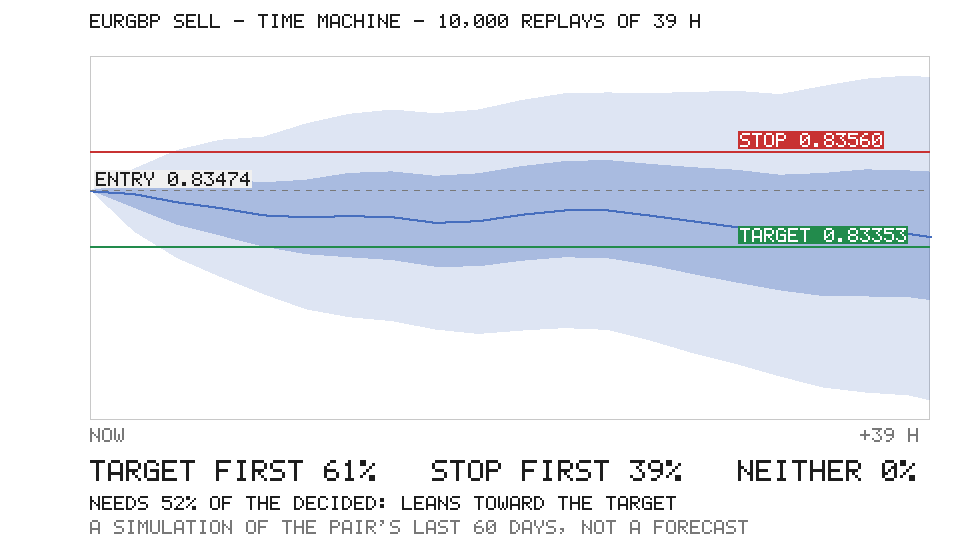 EURGBP SELL - TIME MACHINE - 10,000 REPLAYS OF 39 H
STOP 0.83560
ENTRY 0.83474
TARGET 0.83353
NOW +39 H
TARGET FIRST 61% STOP FIRST 39% NEITHER 0%
NEEDS 52% OF THE DECIDED: LEANS TOWARD THE TARGET
A SIMULATION OF THE PAIR'S LAST 60 DAYS, NOT A FORECAST